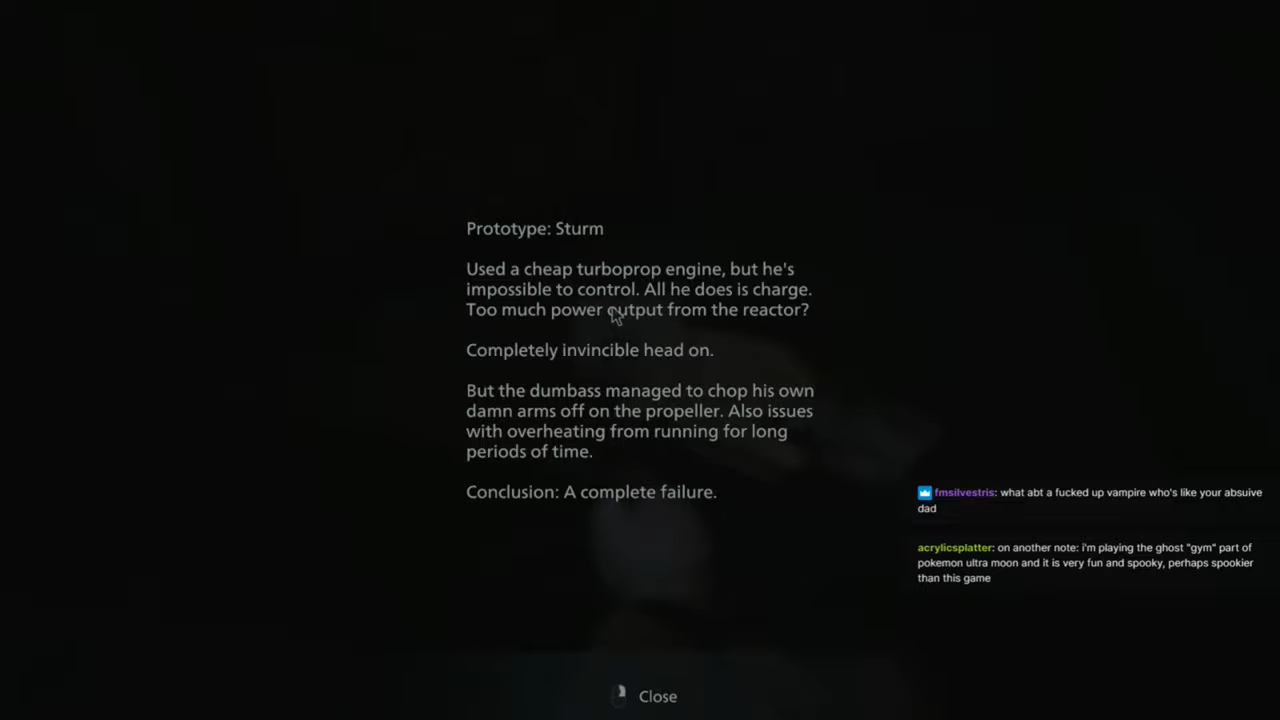 Prototype: Sturm
Used a cheap turboprop engine, but he's
impossible to control. All he does is charge.
Too much power output from the reactor?
Completely invincible head on.
But the dumbass managed to chop his own
damn arms off on the propeller. Also issues
with overheating from running for long
periods of time.
Conclusion: A complete failure.
fmsilvestris: what abt a fucked up vampire who's like your absuive
dad
acrylicsplatter: on another note: i'm playing the ghost "gym" part of
pokemon ultra moon and it is very fun and spooky, perhaps spookier
than this game
Close